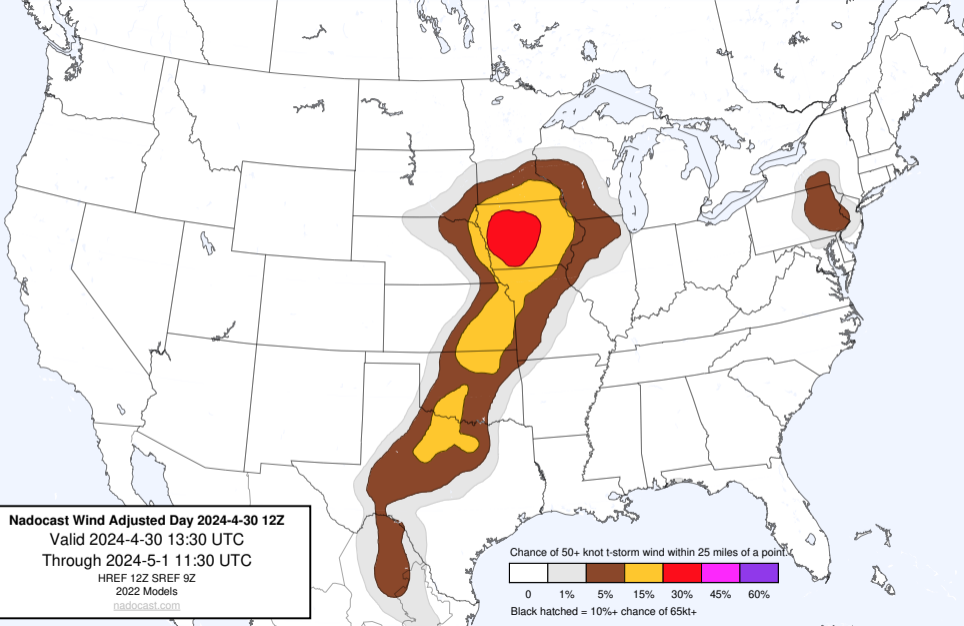 Nadocast Wind Adjusted Day 2024-4-30 12Z
Valid 2024-4-30 13:30 UTC
Through 2024-5-1 11:30 UTC
HREF 12Z SREF 9Z
2022 Models
nadocast.com
Chance of 50+ knot t-storm wind within 25 miles of a point.
0 1% 5% 15% 30% 45% 60%
Black hatched = 10%+ chance of 65kt+